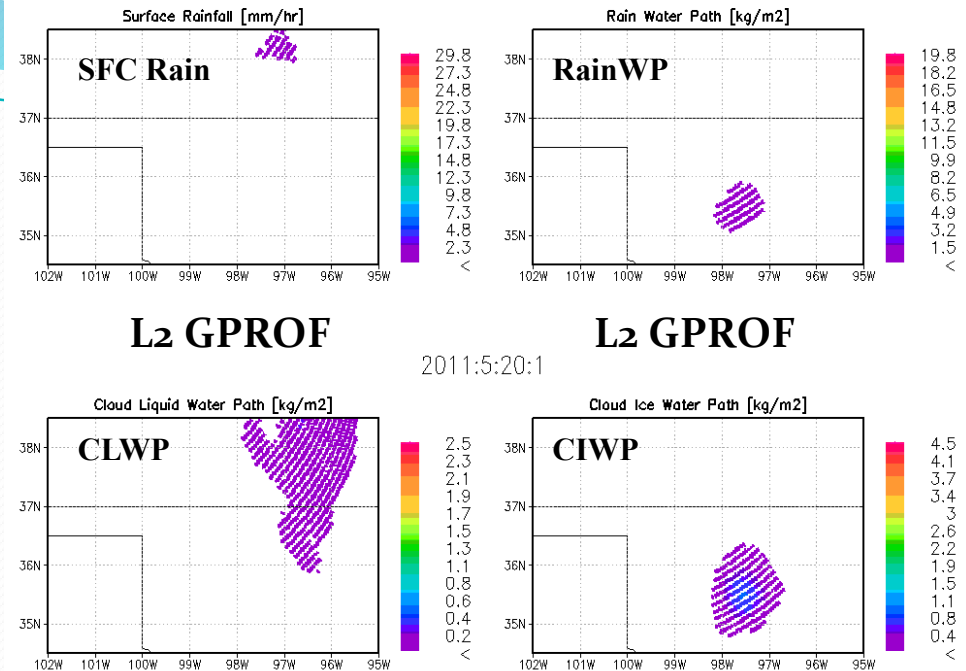 Surface Rainfall [mm/hr]
SFC Rain
38N
37N
36N
35N
102W 101W 100W 99W 98W 97W 96W 95W
29.8
27.3
24.8
22.3
19.8
17.3
14.8
12.3
9.8
7.3
4.8
2.3
<
Rain Water Path [kg/m2]
RainWP
38N
37N
36N
35N
102W 101W 100W 99W 98W 97W 96W 95W
19.8
18.2
16.5
14.8
13.2
11.5
9.9
8.2
6.5
4.9
3.2
1.5
<
L2 GPROF
L2 GPROF
2011:5:20:1
Cloud Liquid Water Path [kg/m2]
CLWP
38N
37N
36N
35N
102W 101W 100W 99W 98W 97W 96W 95W
2.5
2.3
2.1
1.9
1.7
1.5
1.3
1.1
0.8
0.6
0.4
0.2
<
Cloud Ice Water Path [kg/m2]
CIWP
38N
37N
36N
35N
102W 101W 100W 99W 98W 97W 96W 95W
4.5
4.1
3.7
3.4
3
2.6
2.2
1.9
1.5
1.1
0.8
0.4
<